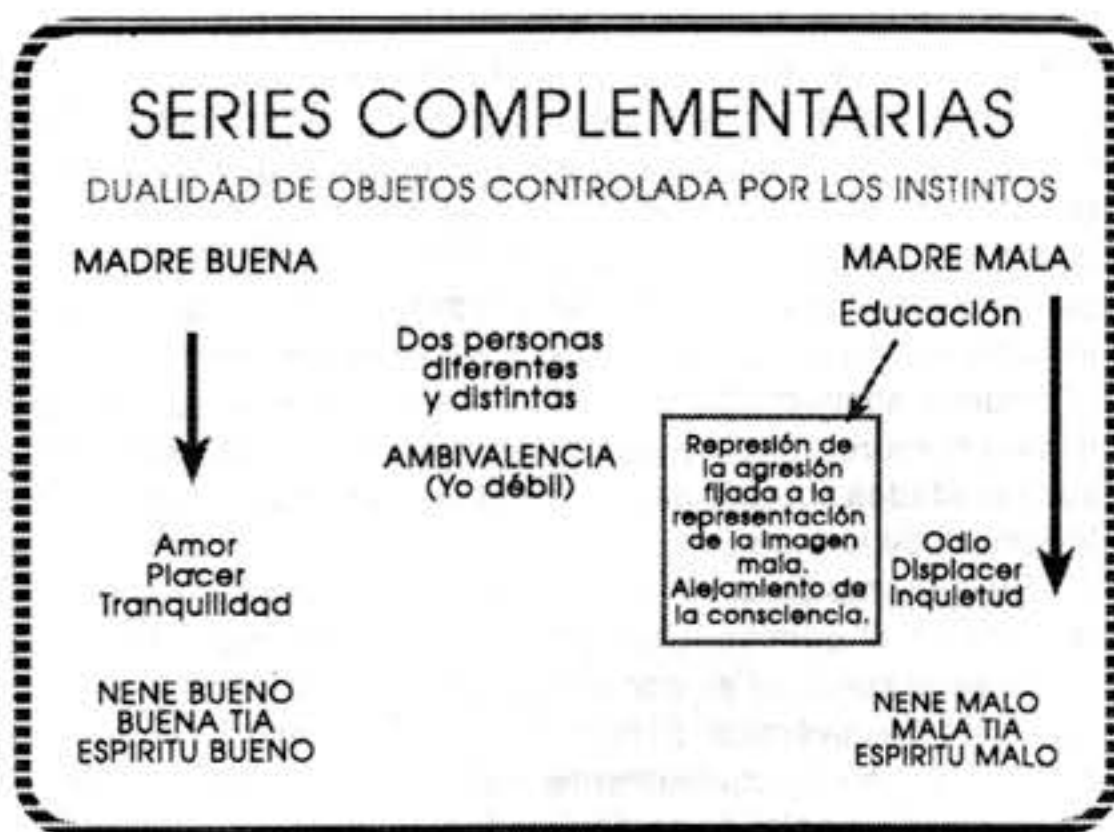 SERIES COMPLEMENTARIAS
DUALIDAD DE OBJETOS CONTROLADA POR LOS INSTINTOS
MADRE BUENA
MADRE MALA
Educación
Dos personas
diferentes
y distintas
AMBIVALENCIA
(Yo débil)
Represión de
la agresión
fijada a la
representación
de la imagen
mala.
Alejamiento de
la consciencia.
Amor
Placer
Tranquilidad
Odio
Displacer
Inquietud
NENE BUENO
BUENA TIA
ESPIRITU BUENO
NENE MALO
MALA TIA
ESPIRITU MALO